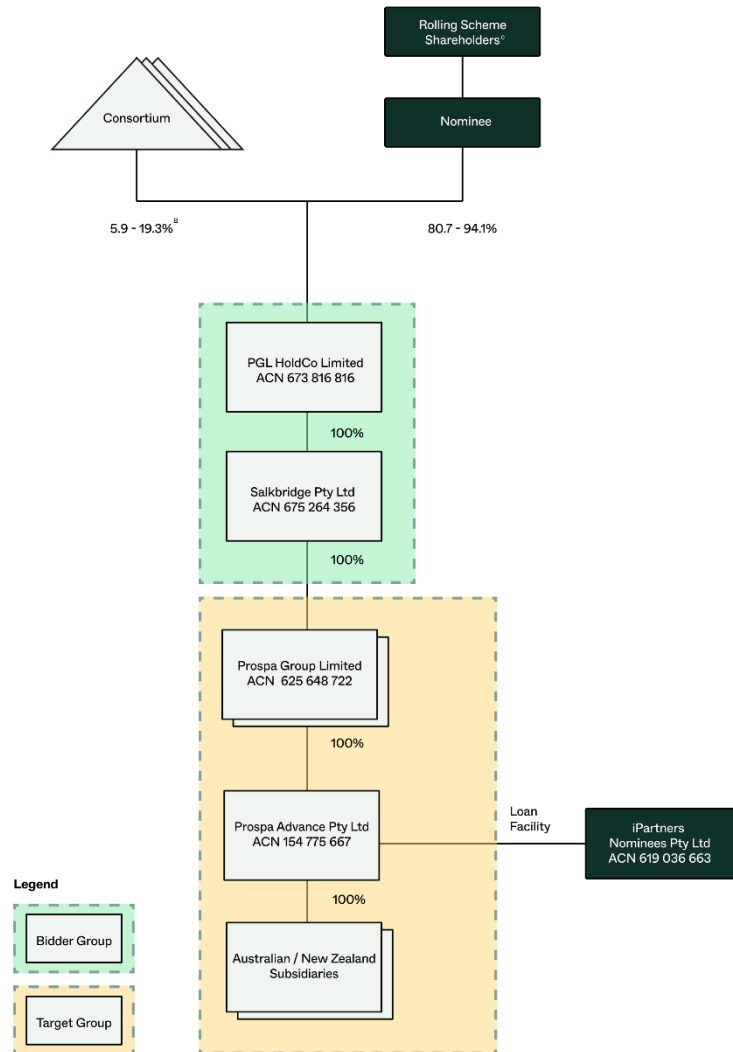 Rolling Scheme
Shareholders^C
Consortium
Nominee
5.9 - 19.3%^B
80.7 - 94.1%
PGL HoldCo Limited
ACN 673 816 816
100%
Salkbridge Pty Ltd
ACN 675 264 356
100%
Prospa Group Limited
ACN 625 648 722
100%
Prospa Advance Pty Ltd
ACN 154 775 667
Loan
Facility
iPartners
Nominees Pty Ltd
ACN 619 036 663
100%
Australian / New Zealand
Subsidiaries
Legend
Bidder Group
Target Group